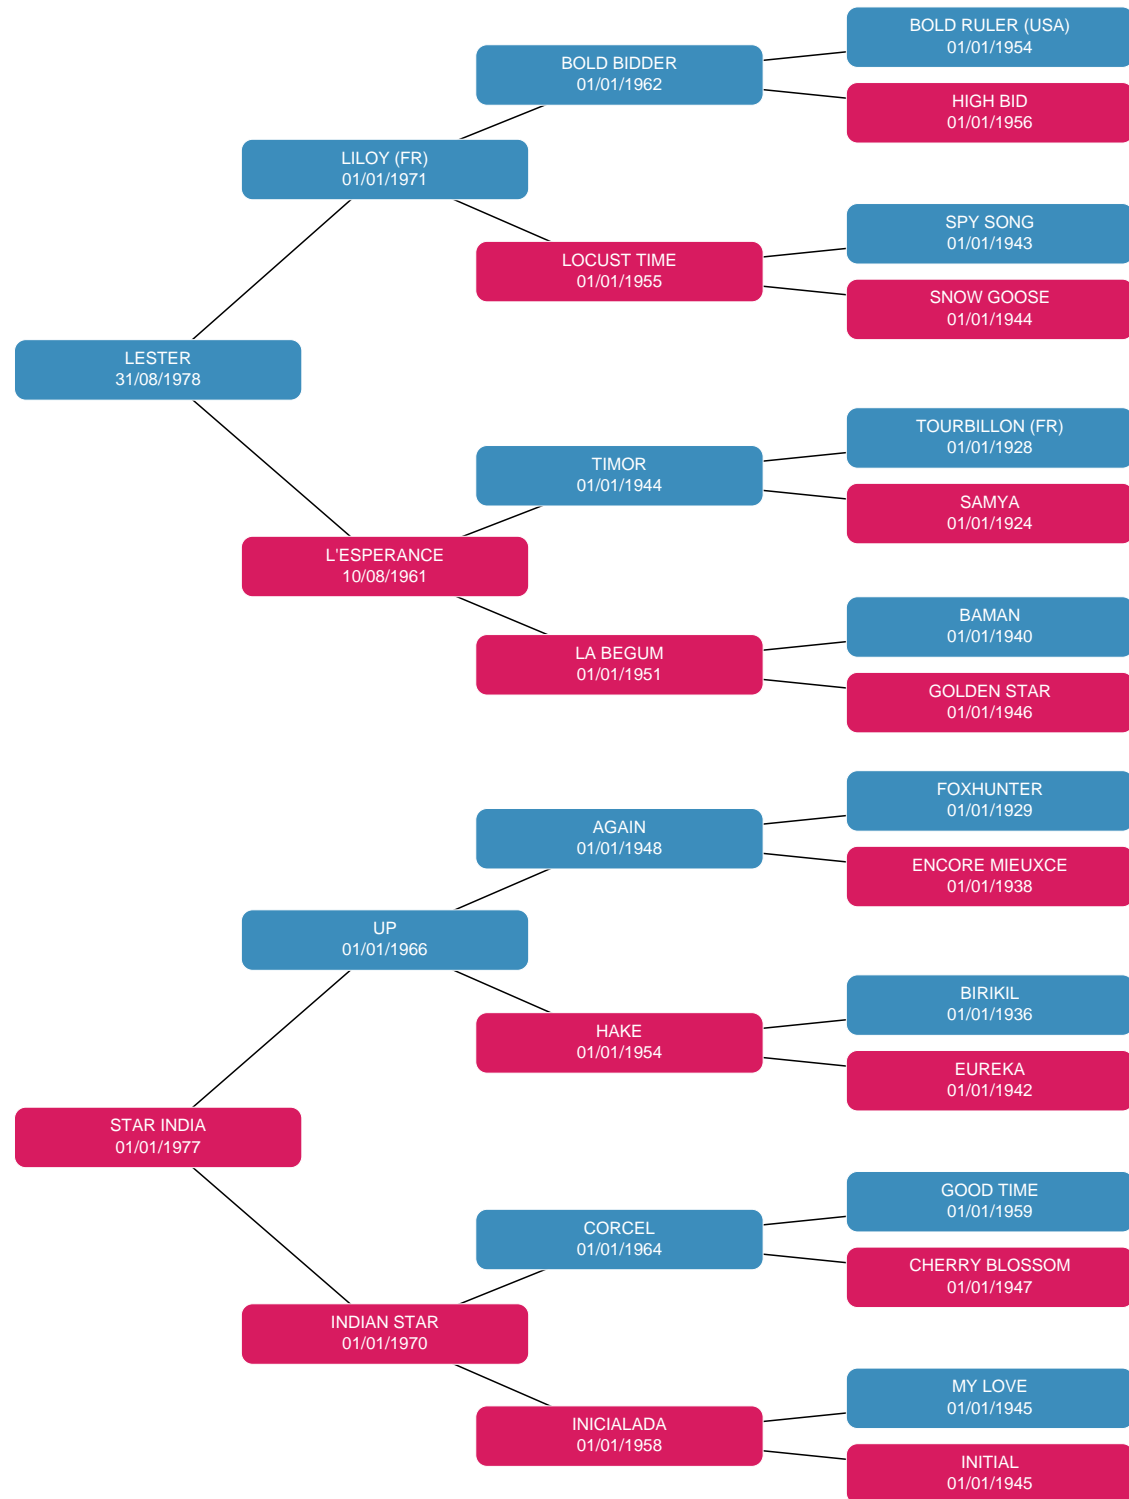 BOLD RULER (USA)
01/01/1954
BOLD BIDDER
01/01/1962
HIGH BID
01/01/1956
LILOY (FR)
01/01/1971
SPY SONG
01/01/1943
LOCUST TIME
01/01/1955
SNOW GOOSE
01/01/1944
LESTER
31/08/1978
TOURBILLON (FR)
01/01/1928
TIMOR
01/01/1944
SAMYA
01/01/1924
L'ESPERANCE
10/08/1961
BAMAN
01/01/1940
LA BEGUM
01/01/1951
GOLDEN STAR
01/01/1946
FOXHUNTER
01/01/1929
AGAIN
01/01/1948
ENCORE MIEUXCE
01/01/1938
UP
01/01/1966
BIRIKIL
01/01/1936
HAKE
01/01/1954
EUREKA
01/01/1942
STAR INDIA
01/01/1977
GOOD TIME
01/01/1959
CORCEL
01/01/1964
CHERRY BLOSSOM
01/01/1947
INDIAN STAR
01/01/1970
MY LOVE
01/01/1945
INICIALADA
01/01/1958
INITIAL
01/01/1945